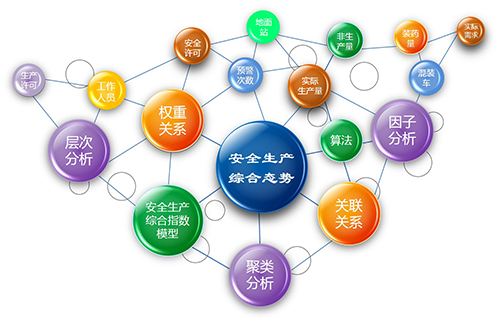 地面
站
安全
许可
非生
产量
装药
量
实际
需求
生产
许可
工作
人员
预警
次数
实际
生产量
混装
车
权重
关系
层次
分析
安全生产
综合态势
算法
因子
分析
安全生产
综合指数
模型
关联
关系
聚类
分析